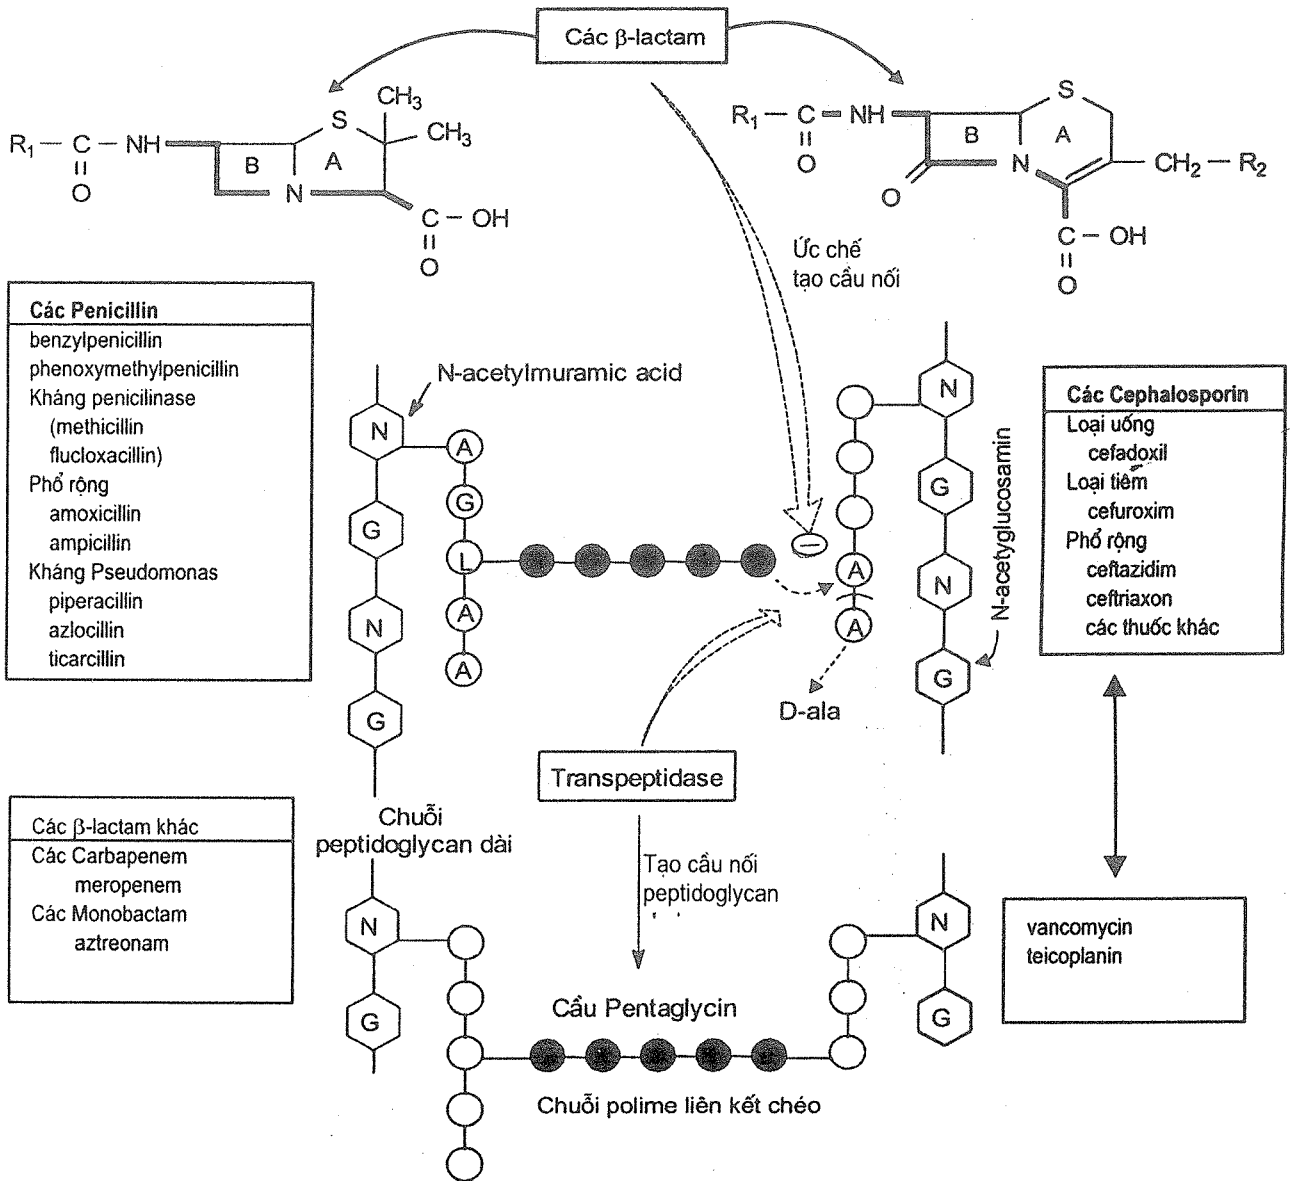 Các β-lactam
CH₃
S
CH₃
R₁ – C – NH
B
A
O
N
C – OH
O
S
R₁ – C – NH
B
A
O
N
CH₂ – R₂
O
C – OH
O
Ức chế
tạo cầu nối
Các Penicillin
benzylpenicillin
phenoxymethylpenicillin
Kháng penicilinase
(methicillin
flucloxacillin)
Phổ rộng
amoxicillin
ampicillin
Kháng Pseudomonas
piperacillin
azlocillin
ticarcillin
N-acetylmuramic acid
N
G
N
G
A
G
L
A
A
A
A
D-ala
N
G
N
G
N-acetyglucosamin
Các Cephalosporin
Loại uống
cefadoxil
Loại tiêm
cefuroxim
Phổ rộng
ceftazidim
ceftriaxon
các thuốc khác
Transpeptidase
Chuỗi
peptidoglycan dài
Tạo cầu nối
peptidoglycan
Các β-lactam khác
Các Carbapenem
meropenem
Các Monobactam
aztreonam
vancomycin
teicoplanin
N
G
Cầu Pentaglycin
N
G
Chuỗi polime liên kết chéo